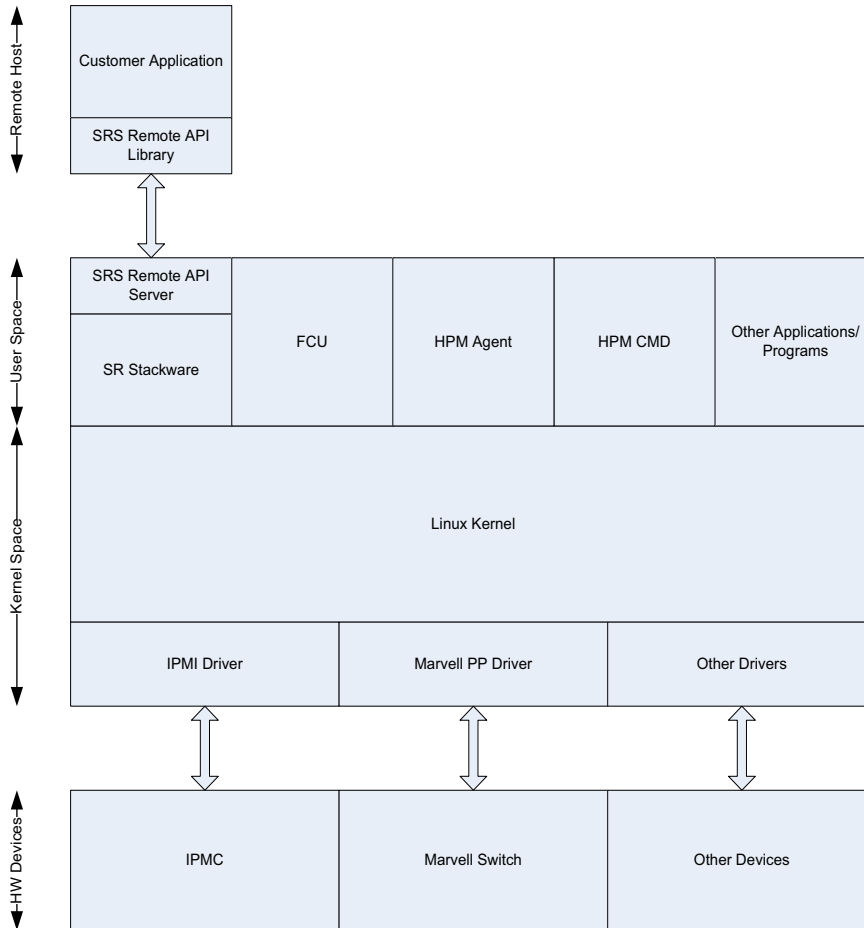 Remote Host
Customer Application
SRS Remote API
Library
User Space
SRS Remote API
Server
SR Stackware
FCU
HPM Agent
HPM CMD
Other Applications/
Programs
Kernel Space
Linux Kernel
IPMI Driver
Marvell PP Driver
Other Drivers
HW Devices
IPMC
Marvell Switch
Other Devices